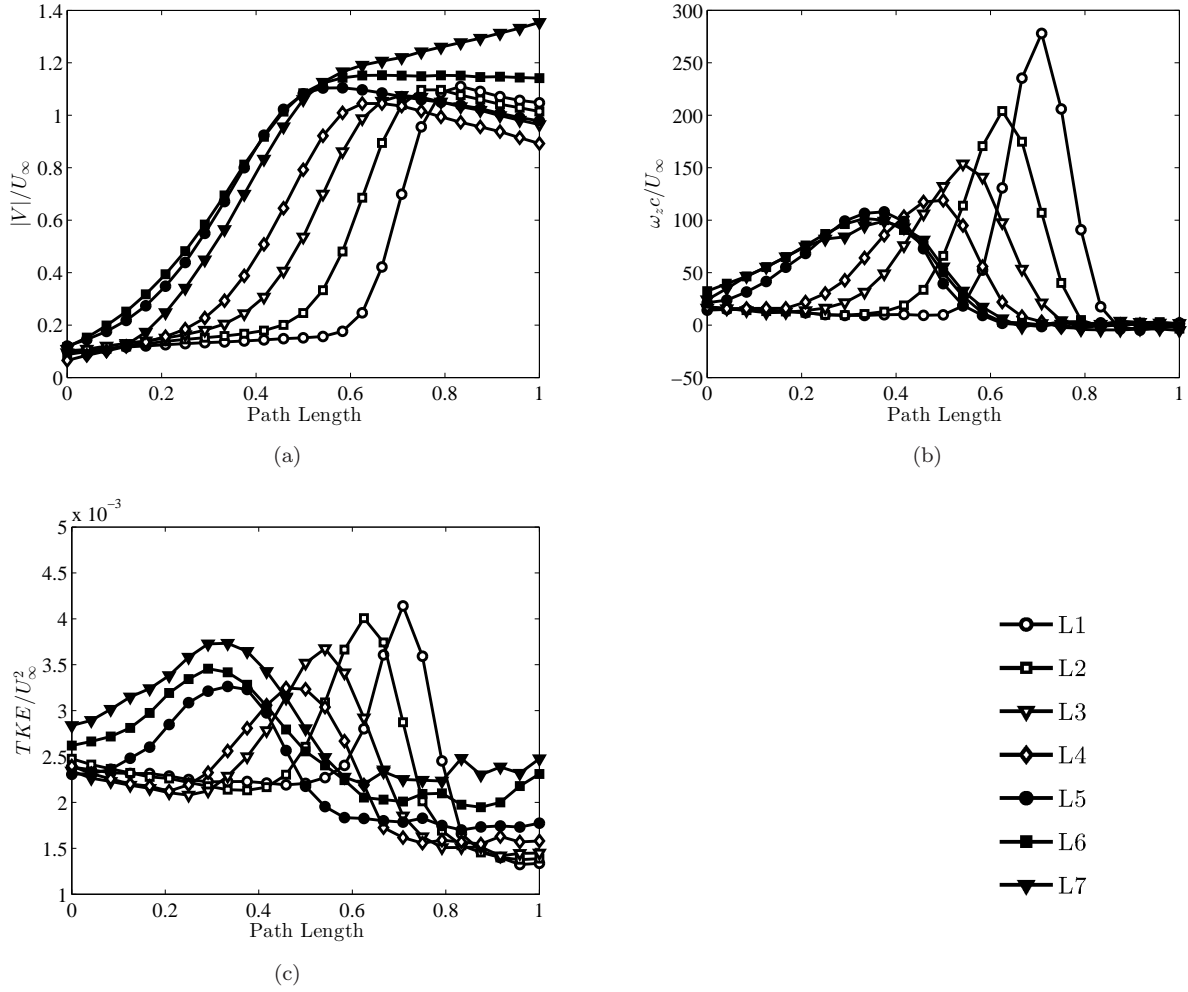 1.4
1.2
1
0.8
0.6
0.4
0.2
0
0 0.2 0.4 0.6 0.8 1
|V|/U∞
Path Length
(a)
300
250
200
150
100
50
0
−50
0 0.2 0.4 0.6 0.8 1
ω_z c/U∞
Path Length
(b)
x 10⁻³
5
4.5
4
3.5
3
2.5
2
1.5
1
0 0.2 0.4 0.6 0.8 1
TKE/U²∞
Path Length
(c)
L1
L2
L3
L4
L5
L6
L7